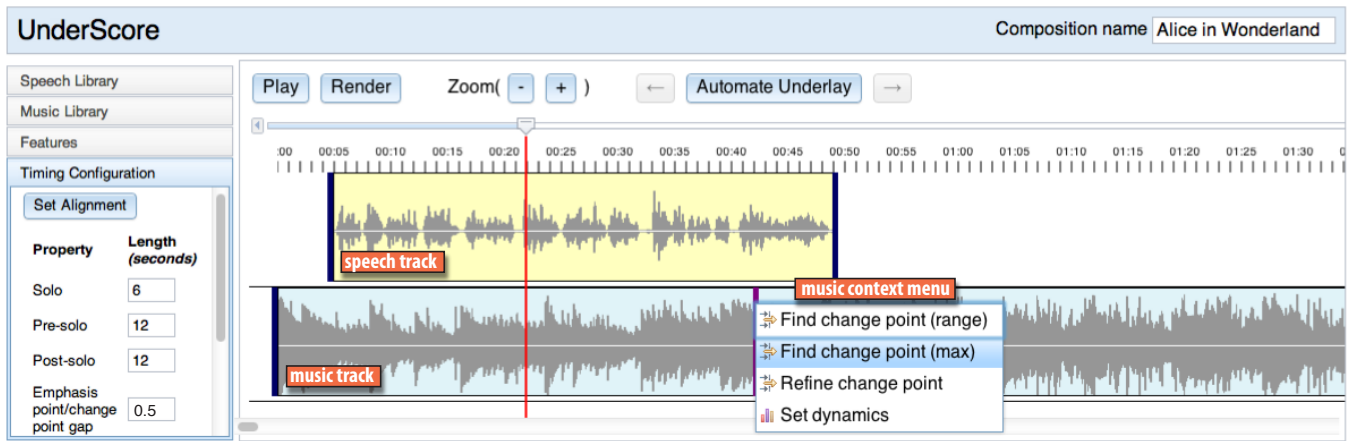 UnderScore
Composition name Alice in Wonderland
Speech Library
Music Library
Features
Timing Configuration
Set Alignment
Property Length (seconds)
Solo 6
Pre-solo 12
Post-solo 12
Emphasis
point/change
point gap 0.5
Play Render Zoom( - + ) ← Automate Underlay →
:00 00:05 00:10 00:15 00:20 00:25 00:30 00:35 00:40 00:45 00:50 00:55 01:00 01:05 01:10 01:15 01:20 01:25 01:30 0
speech track
music context menu
Find change point (range)
Find change point (max)
Refine change point
Set dynamics
music track